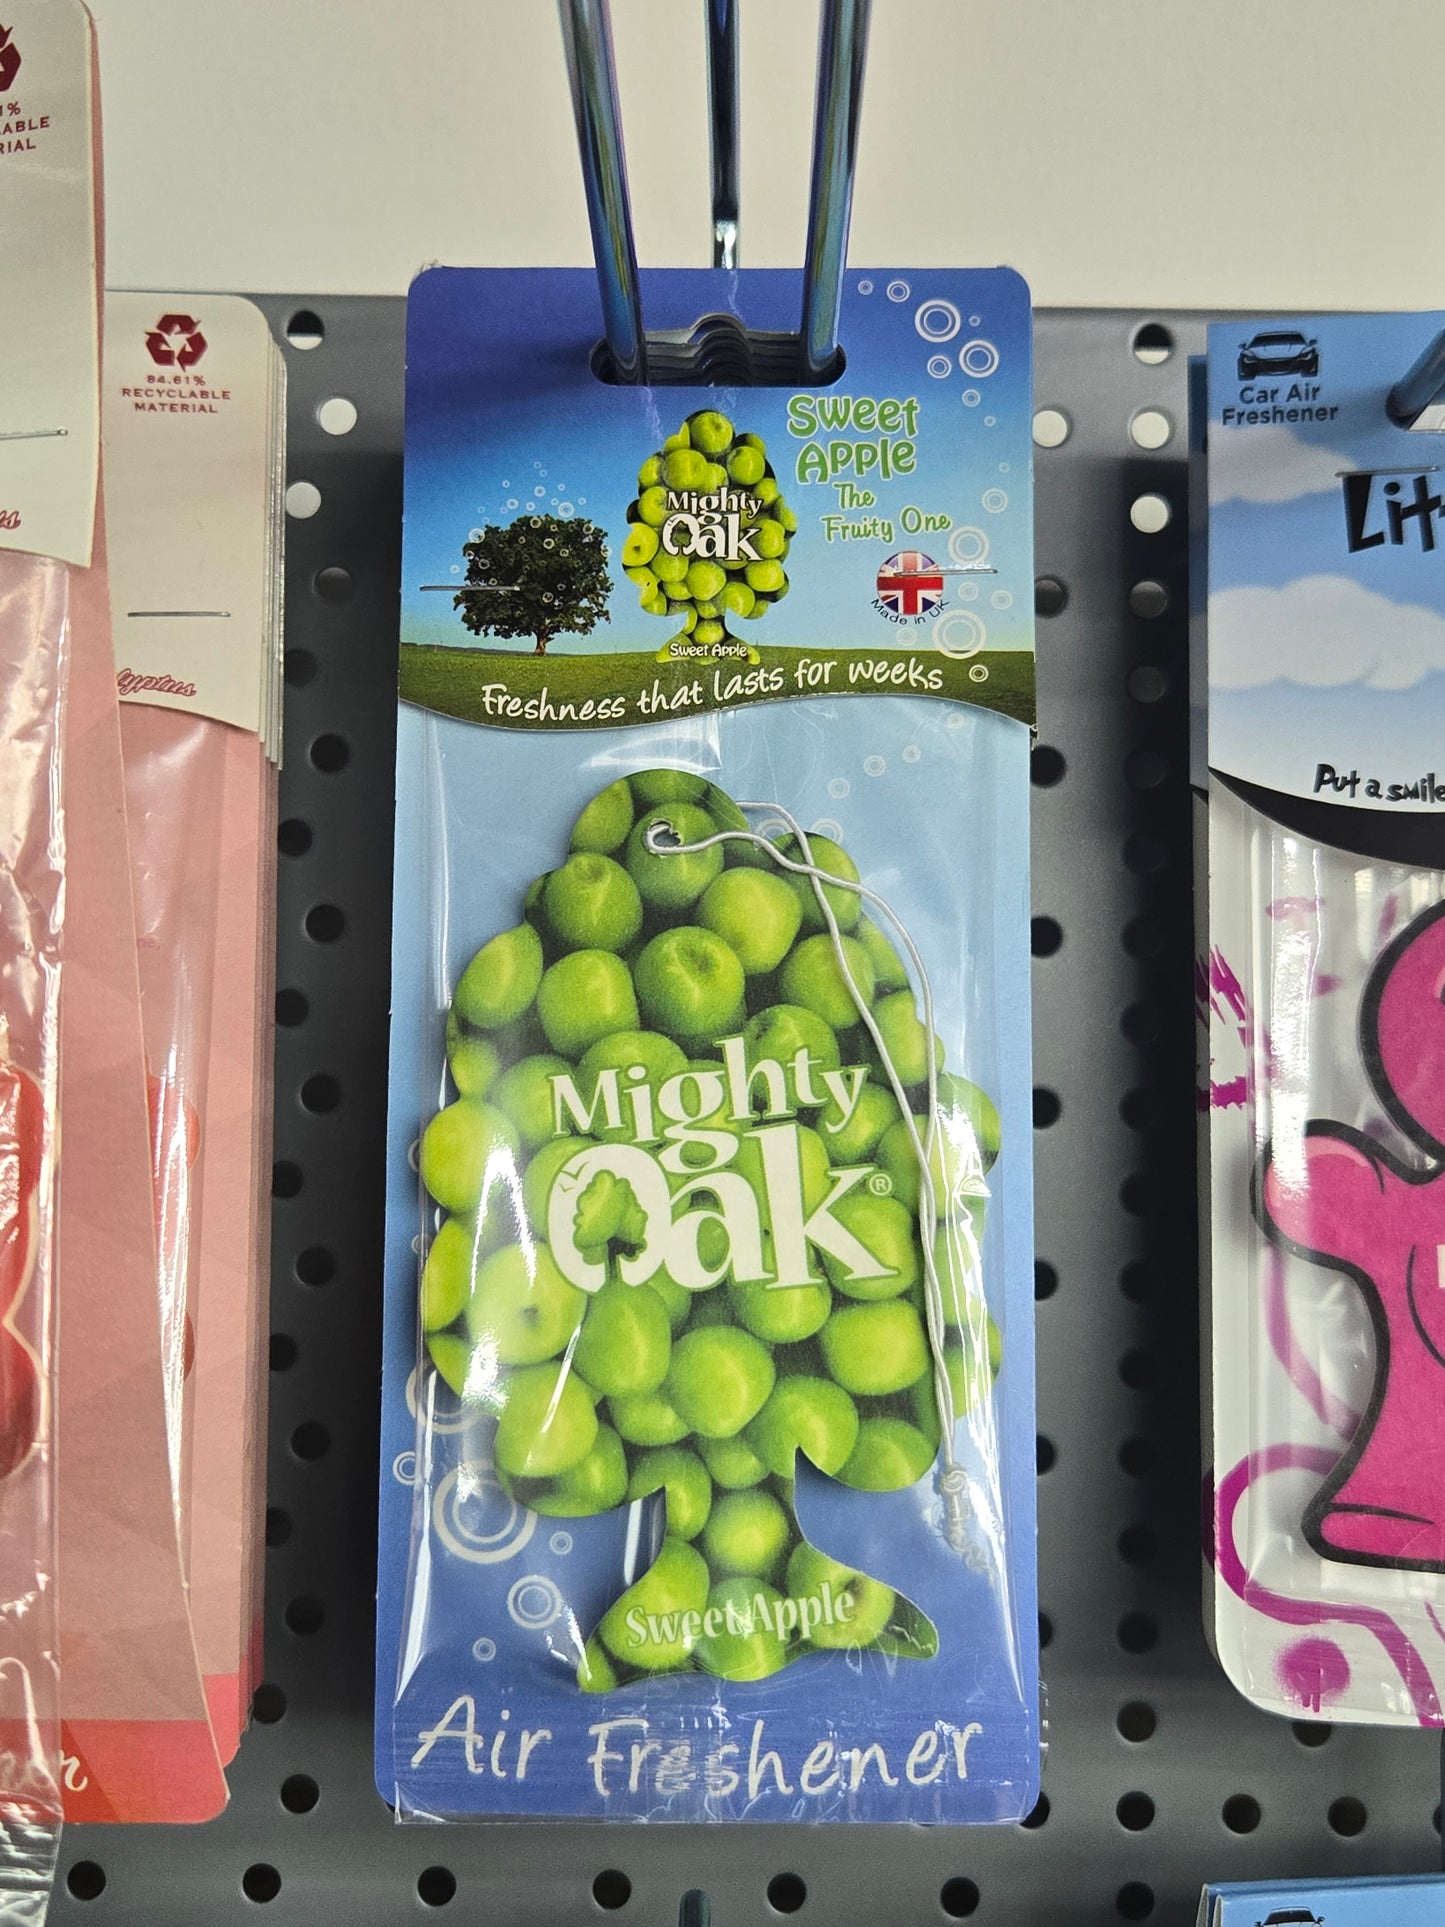 84.61%
RECYCLABLE
MATERIAL
Sweet
Apple
The
Fruity One
Mighty
Oak
Sweet Apple
Made in UK
Freshness that lasts for weeks
Mighty
Oak®
Sweet Apple
Air Freshener
Car Air
Freshener
Put a smile